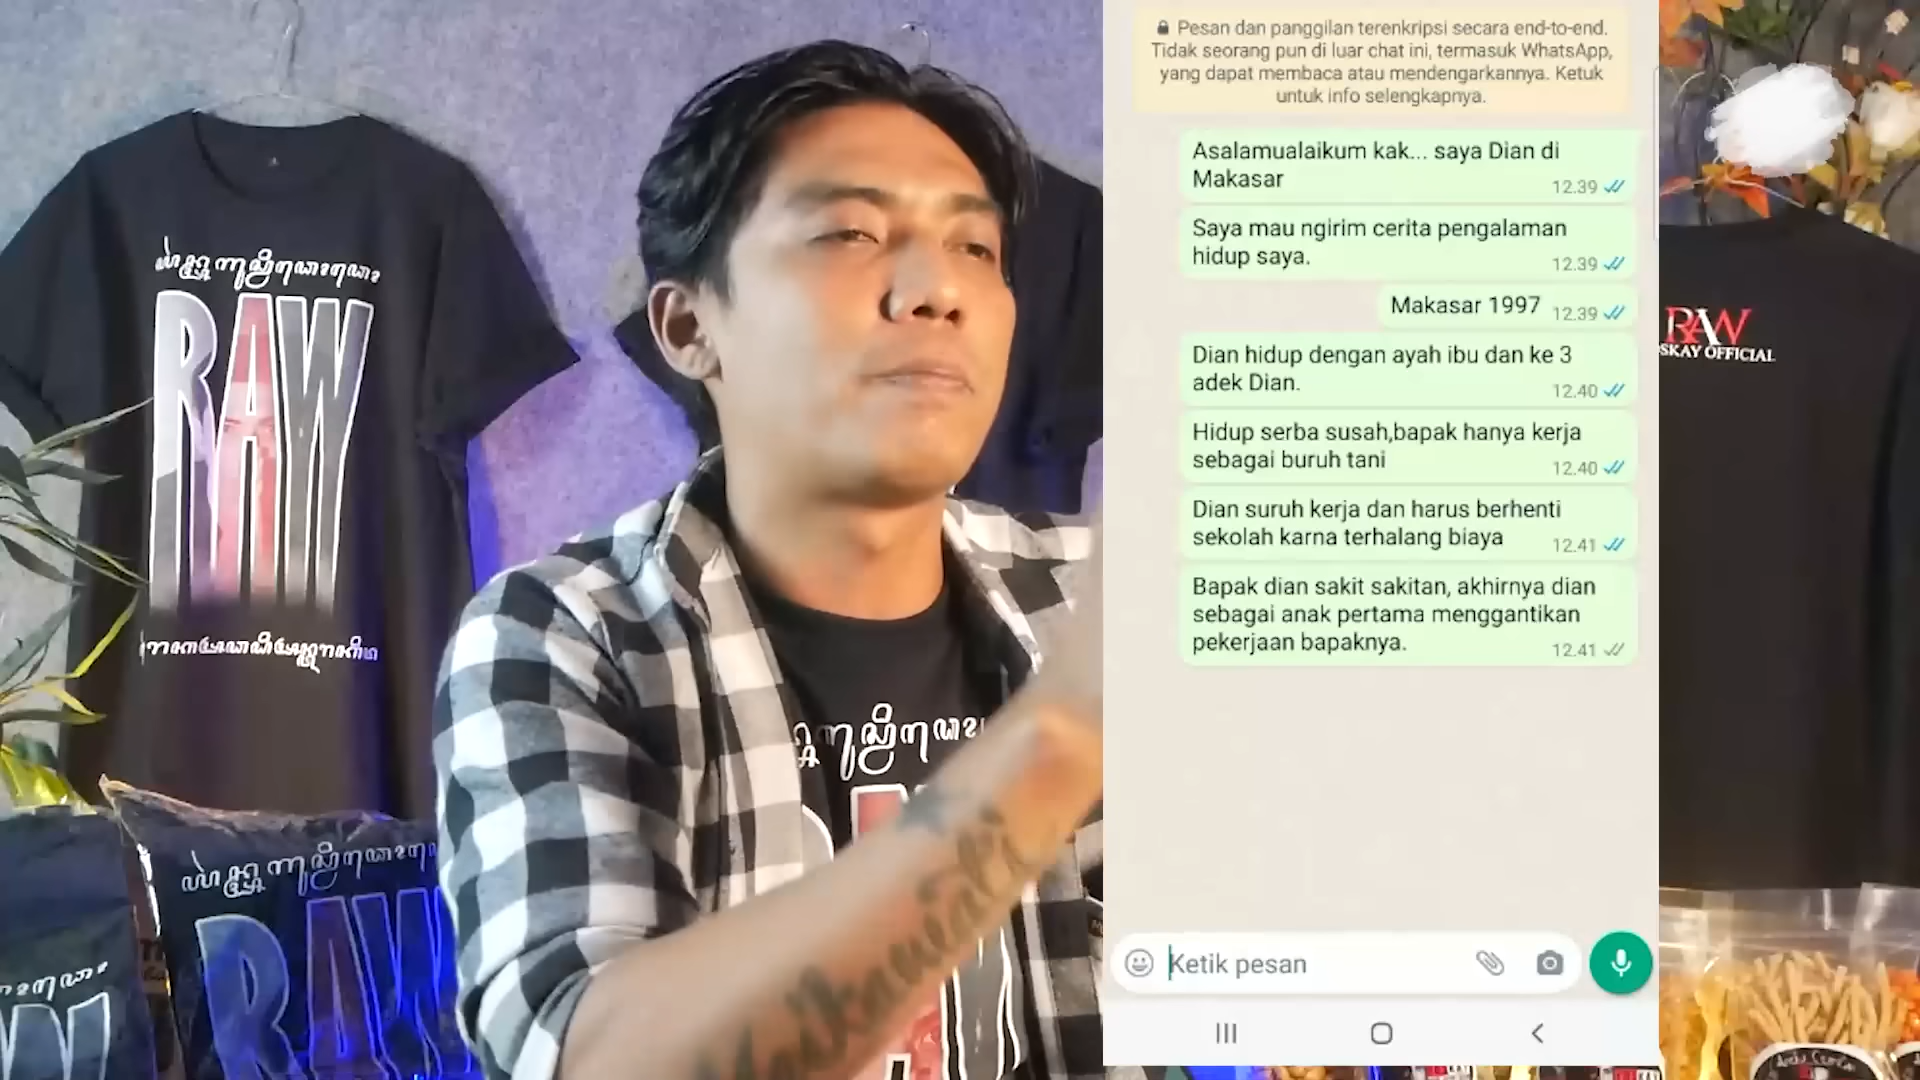 RAW
Pesan dan panggilan terenkripsi secara end-to-end.
Tidak seorang pun di luar chat ini, termasuk WhatsApp,
yang dapat membaca atau mendengarkannya. Ketuk
untuk info selengkapnya.
Asalamualaikum kak... saya Dian di
Makasar
12.39
Saya mau ngirim cerita pengalaman
hidup saya.
12.39
Makasar 1997 12.39
Dian hidup dengan ayah ibu dan ke 3
adek Dian.
12.40
Hidup serba susah,bapak hanya kerja
sebagai buruh tani
12.40
Dian suruh kerja dan harus berhenti
sekolah karna terhalang biaya
12.41
Bapak dian sakit sakitan, akhirnya dian
sebagai anak pertama menggantikan
pekerjaan bapaknya.
12.41
Ketik pesan
RAW
SKAY OFFICIAL
RAW